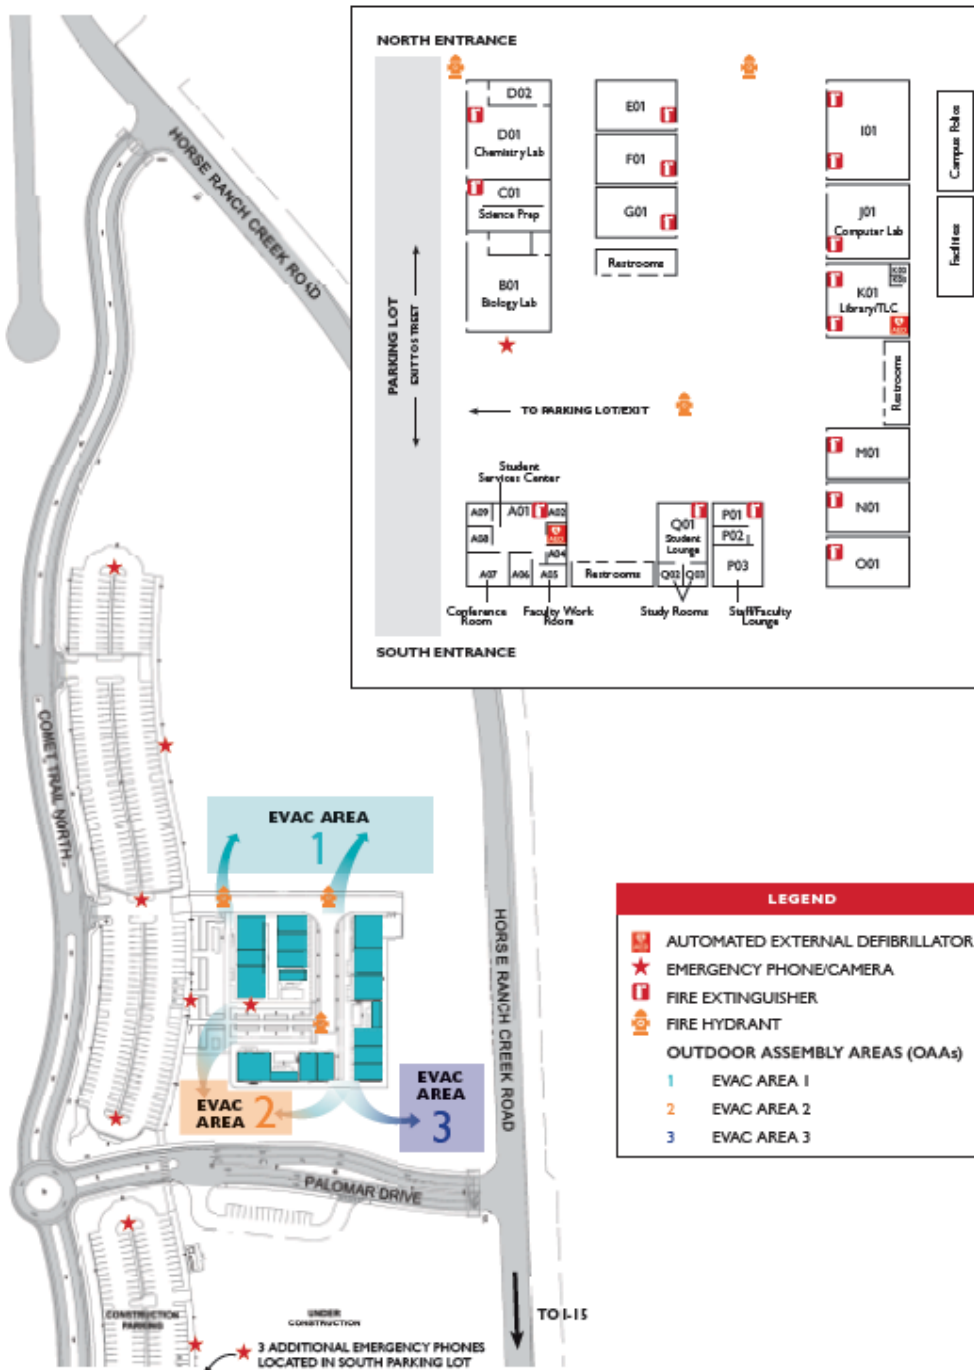 NORTH ENTRANCE
D02
D01
Chemistry Lab
C01
Science Prep
B01
Biology Lab
E01
F01
G01
Restrooms
I01
J01
Computer Lab
K01
Library/TLC
AED
Restrooms
M01
N01
O01
Campus Police
Facilities
PARKING LOT
EXIT TO STREET
TO PARKING LOT/EXIT
Student
Services Center
A09
A01
A02
A08
AED
A04
A07
A06
A05
Restrooms
Q01
Student
Lounge
Q02
Q03
P01
P02
P03
Conference
Room
Faculty Work
Room
Study Rooms
Staff/Faculty
Lounge
SOUTH ENTRANCE
HORSE RANCH CREEK ROAD
COMET TRAIL NORTH
EVAC AREA
1
EVAC
AREA 2
EVAC
AREA
3
HORSE RANCH CREEK ROAD
PALOMAR DRIVE
TO I-15
CONSTRUCTION
PARKING
UNDER
CONSTRUCTION
3 ADDITIONAL EMERGENCY PHONES
LOCATED IN SOUTH PARKING LOT
LEGEND
AUTOMATED EXTERNAL DEFIBRILLATOR
EMERGENCY PHONE/CAMERA
FIRE EXTINGUISHER
FIRE HYDRANT
OUTDOOR ASSEMBLY AREAS (OAAs)
1 EVAC AREA 1
2 EVAC AREA 2
3 EVAC AREA 3